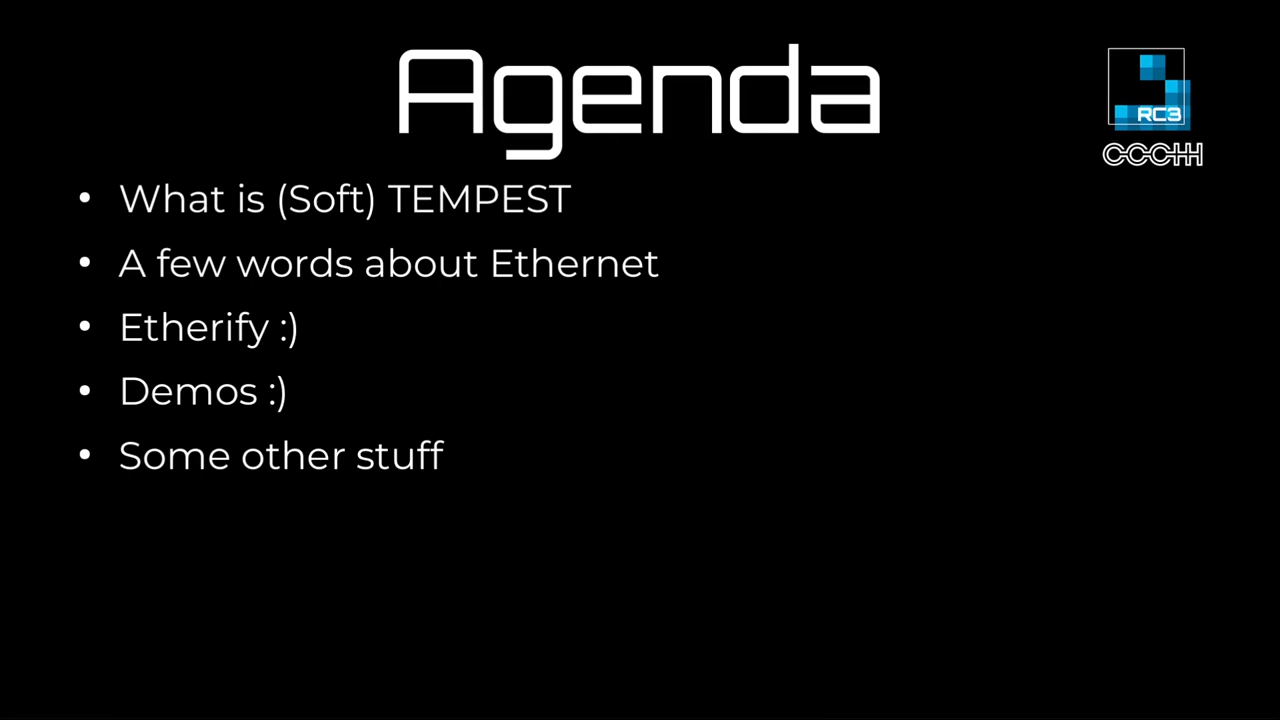 Agenda
RC3
CCCHH
• What is (Soft) TEMPEST
• A few words about Ethernet
• Etherify :)
• Demos :)
• Some other stuff